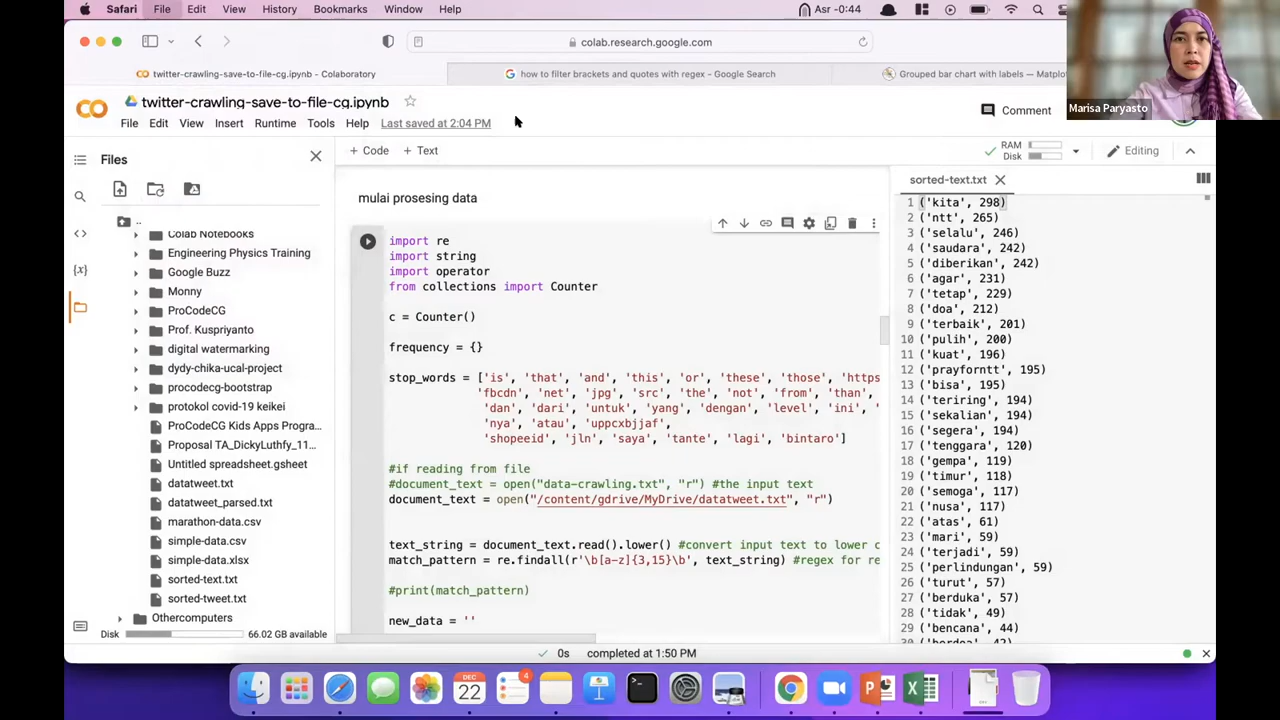 Safari File Edit View History Bookmarks Window Help Asr -0:44
colab.research.google.com
twitter-crawling-save-to-file-cg.ipynb - Colaboratory
how to filter brackets and quotes with regex - Google Search
Grouped bar chart with labels — Matplo
twitter-crawling-save-to-file-cg.ipynb
Comment
Marisa Paryasto
File Edit View Insert Runtime Tools Help Last saved at 2:04 PM
Files
+ Code + Text
RAM
Disk
Editing
..
Colab Notebooks
Engineering Physics Training
Google Buzz
Monny
ProCodeCG
Prof. Kuspriyanto
digital watermarking
dydy-chika-ucal-project
procodecg-bootstrap
protokol covid-19 keikei
ProCodeCG Kids Apps Progra...
Proposal TA_DickyLuthfy_11...
Untitled spreadsheet.gsheet
datatweet.txt
datatweet_parsed.txt
marathon-data.csv
simple-data.csv
simple-data.xlsx
sorted-text.txt
sorted-tweet.txt
Othercomputers
Disk 66.02 GB available
mulai prosesing data
import re
import string
import operator
from collections import Counter
c = Counter()
frequency = {}
stop_words = ['is', 'that', 'and', 'this', 'or', 'these', 'those', 'https
'fbcdn', 'net', 'jpg', 'src', 'the', 'not', 'from', 'than',
'dan', 'dari', 'untuk', 'yang', 'dengan', 'level', 'ini', '
'nya', 'atau', 'uppcxbjjaf',
'shopeeid', 'jln', 'saya', 'tante', 'lagi', 'bintaro']
#if reading from file
#document_text = open("data-crawling.txt", "r") #the input text
document_text = open("/content/gdrive/MyDrive/datatweet.txt", "r")
text_string = document_text.read().lower() #convert input text to lower c
match_pattern = re.findall(r'\b[a-z]{3,15}\b', text_string) #regex for re
#print(match_pattern)
new_data = ''
sorted-text.txt
1 ('kita', 298)
2 ('ntt', 265)
3 ('selalu', 246)
4 ('saudara', 242)
5 ('diberikan', 242)
6 ('agar', 231)
7 ('tetap', 229)
8 ('doa', 212)
9 ('terbaik', 201)
10 ('pulih', 200)
11 ('kuat', 196)
12 ('prayforntt', 195)
13 ('bisa', 195)
14 ('teriring', 194)
15 ('sekalian', 194)
16 ('segera', 194)
17 ('tenggara', 120)
18 ('gempa', 119)
19 ('timur', 118)
20 ('semoga', 117)
21 ('nusa', 117)
22 ('atas', 61)
23 ('mari', 59)
24 ('terjadi', 59)
25 ('perlindungan', 59)
26 ('turut', 57)
27 ('berduka', 57)
28 ('tidak', 49)
29 ('bencana', 44)
30 ('berdoa', 42)
0s completed at 1:50 PM
DEC
22
4